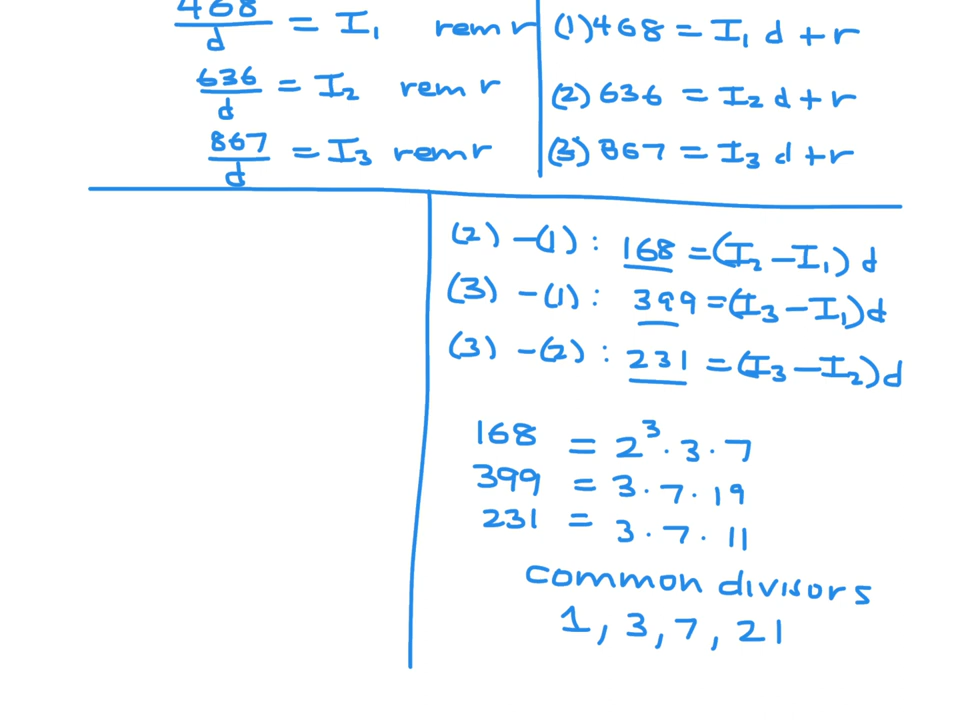 468/d = I₁ rem r
636/d = I₂ rem r
867/d = I₃ rem r
(1) 468 = I₁ d + r
(2) 636 = I₂ d + r
(3) 867 = I₃ d + r
(2) - (1) : 168 = (I₂ - I₁) d
(3) - (1) : 399 = (I₃ - I₁) d
(3) - (2) : 231 = (I₃ - I₂) d
168 = 2³ · 3 · 7
399 = 3 · 7 · 19
231 = 3 · 7 · 11
common divisors
1, 3, 7, 21